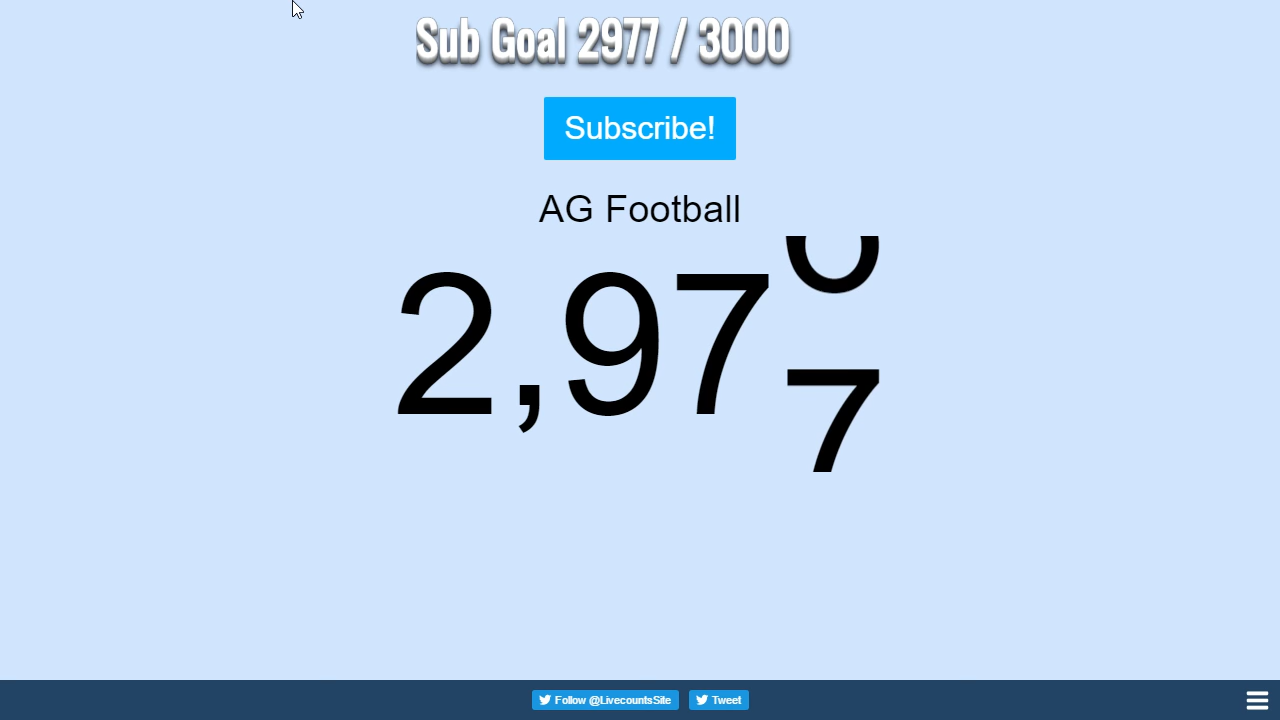 Sub Goal 2977 / 3000
Subscribe!
AG Football
2,977
Follow @LivecountsSite
Tweet